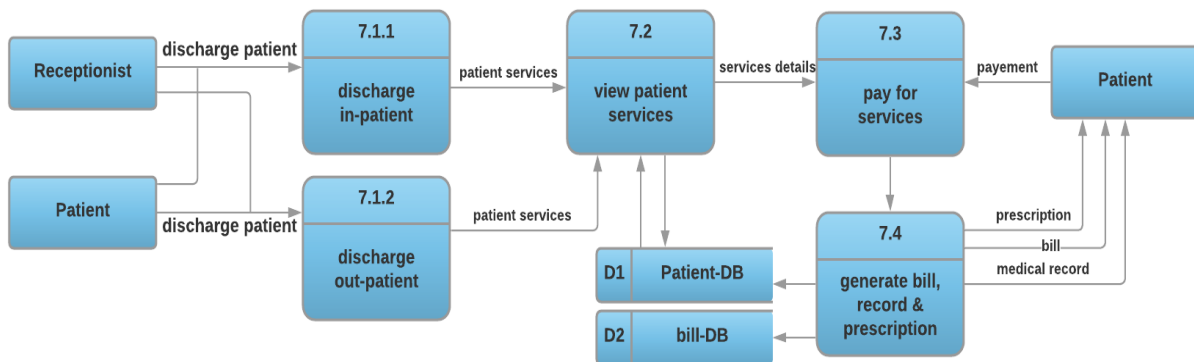 Receptionist
discharge patient
7.1.1
discharge
in-patient
patient services
7.2
view patient
services
services details
7.3
pay for
services
payement
Patient
Patient
discharge patient
7.1.2
discharge
out-patient
patient services
D1
Patient-DB
D2
bill-DB
7.4
generate bill,
record &
prescription
prescription
bill
medical record